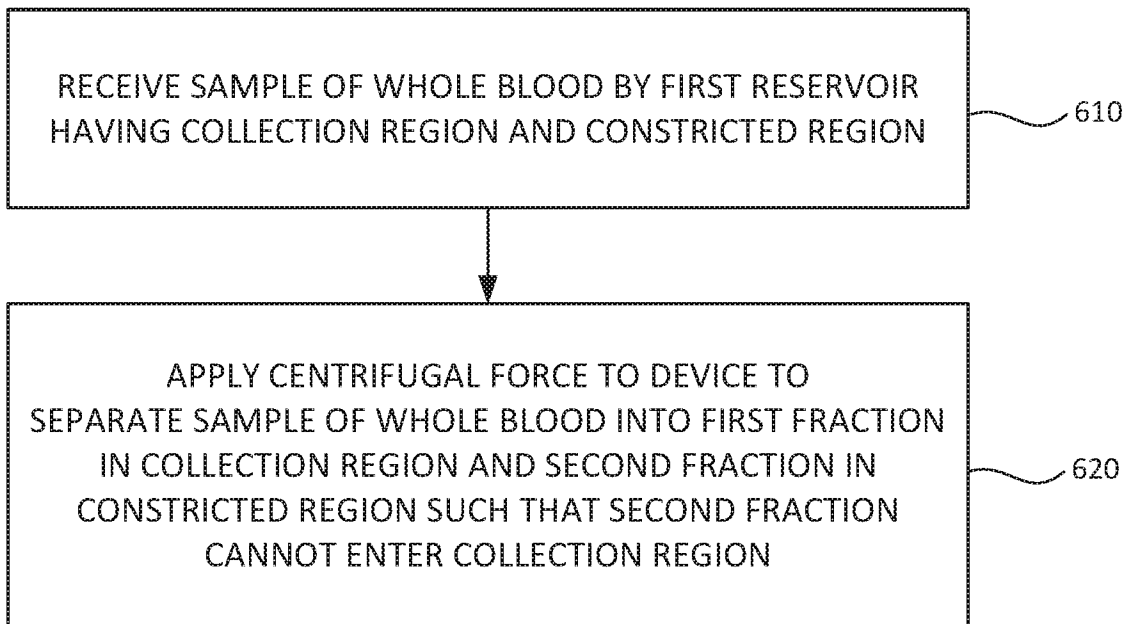 RECEIVE SAMPLE OF WHOLE BLOOD BY FIRST RESERVOIR
HAVING COLLECTION REGION AND CONSTRICTED REGION
610
APPLY CENTRIFUGAL FORCE TO DEVICE TO
SEPARATE SAMPLE OF WHOLE BLOOD INTO FIRST FRACTION
IN COLLECTION REGION AND SECOND FRACTION IN
CONSTRICTED REGION SUCH THAT SECOND FRACTION
CANNOT ENTER COLLECTION REGION
620